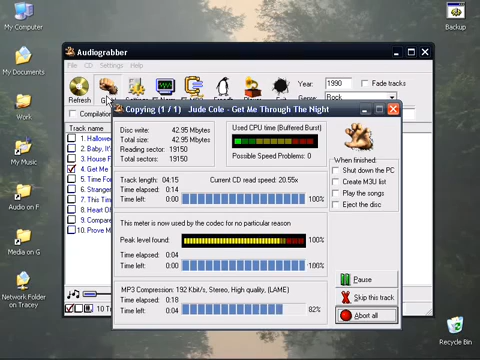 My Computer
My Documents
Work
My Music
Audio on F
Media on G
Network Folder
on Tracey
Backup
Recycle Bin
Audiograbber
File CD Settings
Refresh
Year: 1990
Fade tracks
Rock
Compilation
Track name
1. Hallowe
2. Baby, It'
3. House F
4. Get Me
5. Time Fo
6. Stranger
7. This Tim
8. Heart Of
9. Compare
10. Prove M
Copying (1 / 1) Jude Cole - Get Me Through The Night
Disc write: 42.95 Mbytes
Total size: 42.95 Mbytes
Reading sector: 19150
Total sectors: 19150
Used CPU time (Buffered Burst)
Possible Speed Problems: 0
Track length: 04:15 Current CD read speed: 20.55x
Time elapsed: 0:14
Time left: 0:00 100%
This meter is now used by the codec for no particular reason
Peak level found: 100%
Time elapsed: 0:04
Time left: 0:00 100%
MP3 Compression: 192 Kbit/s, Stereo, High quality, (LAME)
Time elapsed: 0:18
Time left: 0:04 82%
When finished:
Shut down the PC
Create M3U list
Play the songs
Eject the disc
Pause
Skip this track
Abort all